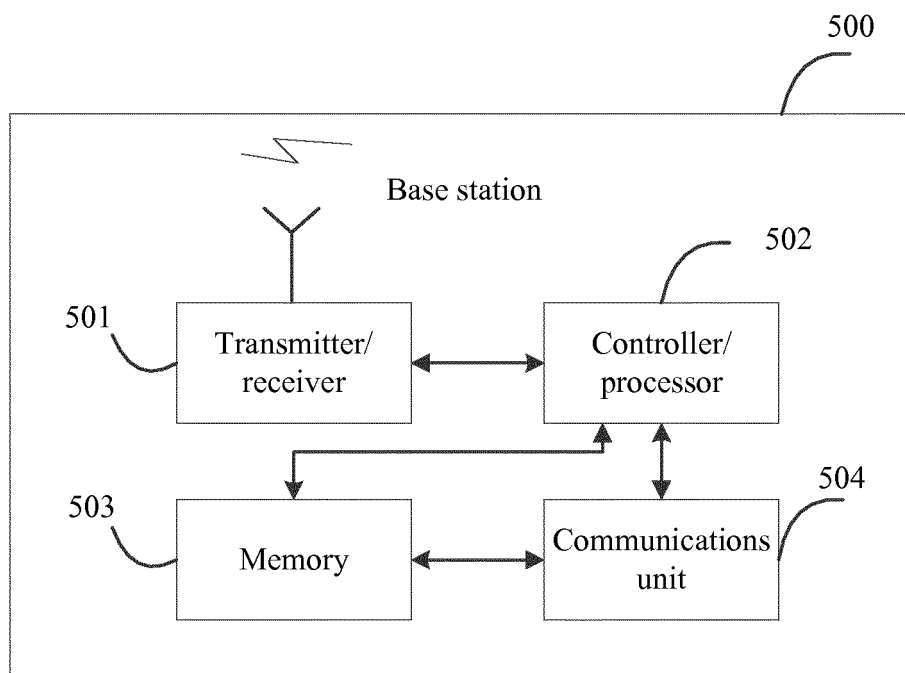 500
Base station
502
501
Transmitter/
receiver
Controller/
processor
503
504
Memory
Communications
unit